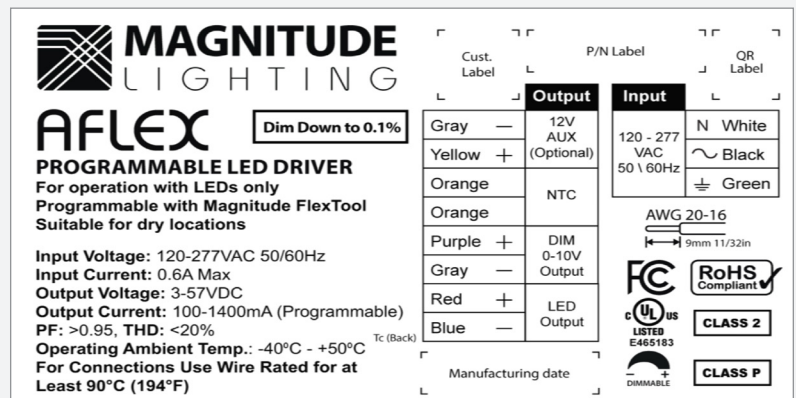 MAGNITUDE
LIGHTING
AFLEX
Dim Down to 0.1%
PROGRAMMABLE LED DRIVER
For operation with LEDs only
Programmable with Magnitude FlexTool
Suitable for dry locations
Input Voltage: 120-277VAC 50/60Hz
Input Current: 0.6A Max
Output Voltage: 3-57VDC
Output Current: 100-1400mA (Programmable)
PF: >0.95, THD: <20%
Operating Ambient Temp.: -40ºC - +50ºC
For Connections Use Wire Rated for at
Least 90°C (194°F)
Tc (Back)
Cust.
Label
P/N Label
QR
Label
Output
Gray –
Yellow +
12V
AUX
(Optional)
Orange
Orange
NTC
Purple +
Gray –
DIM
0-10V
Output
Red +
Blue –
LED
Output
Manufacturing date
Input
120 - 277
VAC
50 \ 60Hz
N White
Black
Green
AWG 20-16
9mm 11/32in
FC
RoHS
Compliant
c UL US
LISTED
E465183
CLASS 2
– +
DIMMABLE
CLASS P